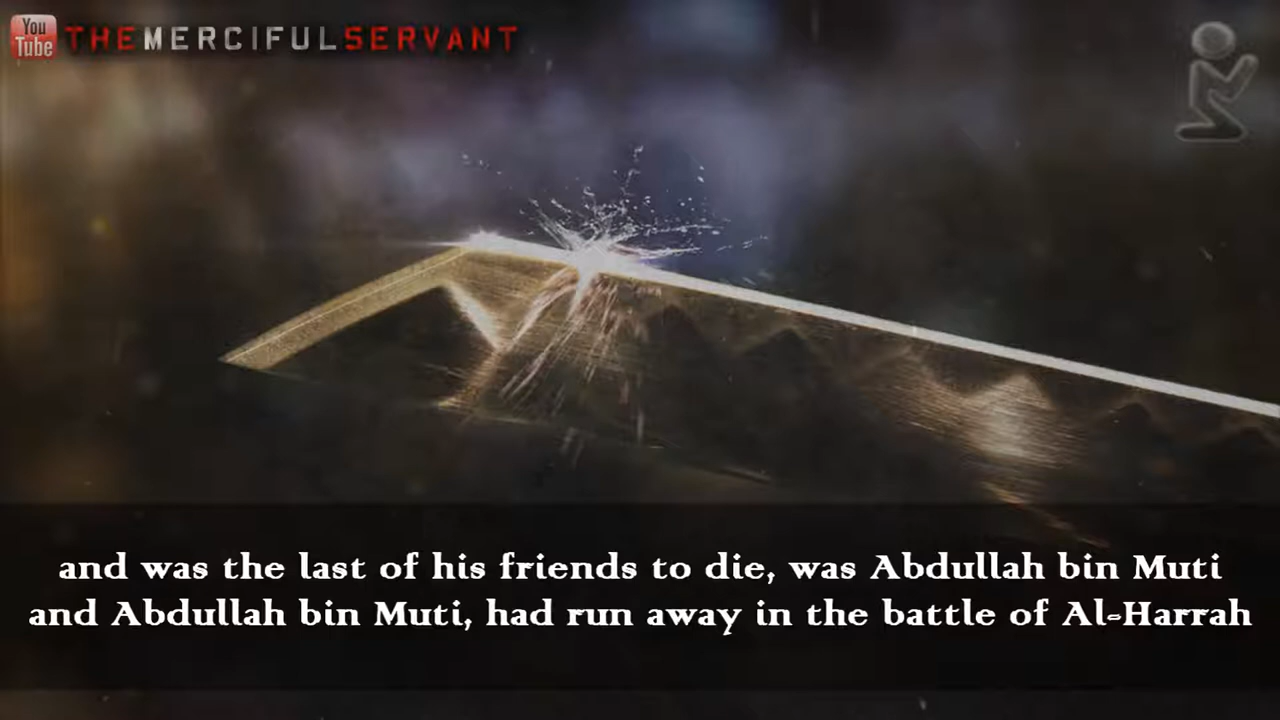 You
Tube
THEMERCIFULSERVANT
and was the last of his friends to die, was Abdullah bin Muti
and Abdullah bin Muti, had run away in the battle of Al-Harrah